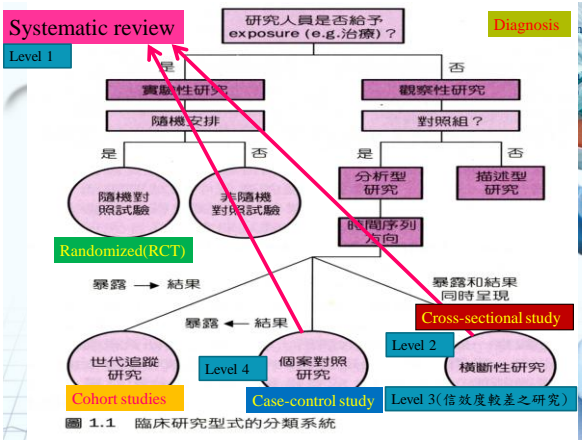 Systematic review
Level 1
研究人員是否給予
exposure (e.g.治療)？
Diagnosis
是
否
實驗性研究
觀察性研究
隨機安排
對照組？
是
否
是
否
隨機對
照試驗
非隨機
對照試驗
分析型
研究
描述型
研究
Randomized(RCT)
時間序列
方向
暴露 → 結果
暴露和結果
同時呈現
暴露 ← 結果
Cross-sectional study
Level 2
世代追蹤
研究
Level 4
個案對照
研究
橫斷性研究
Cohort studies
Case-control study
Level 3(信效度較差之研究)
圖 1.1 臨床研究型式的分類系統